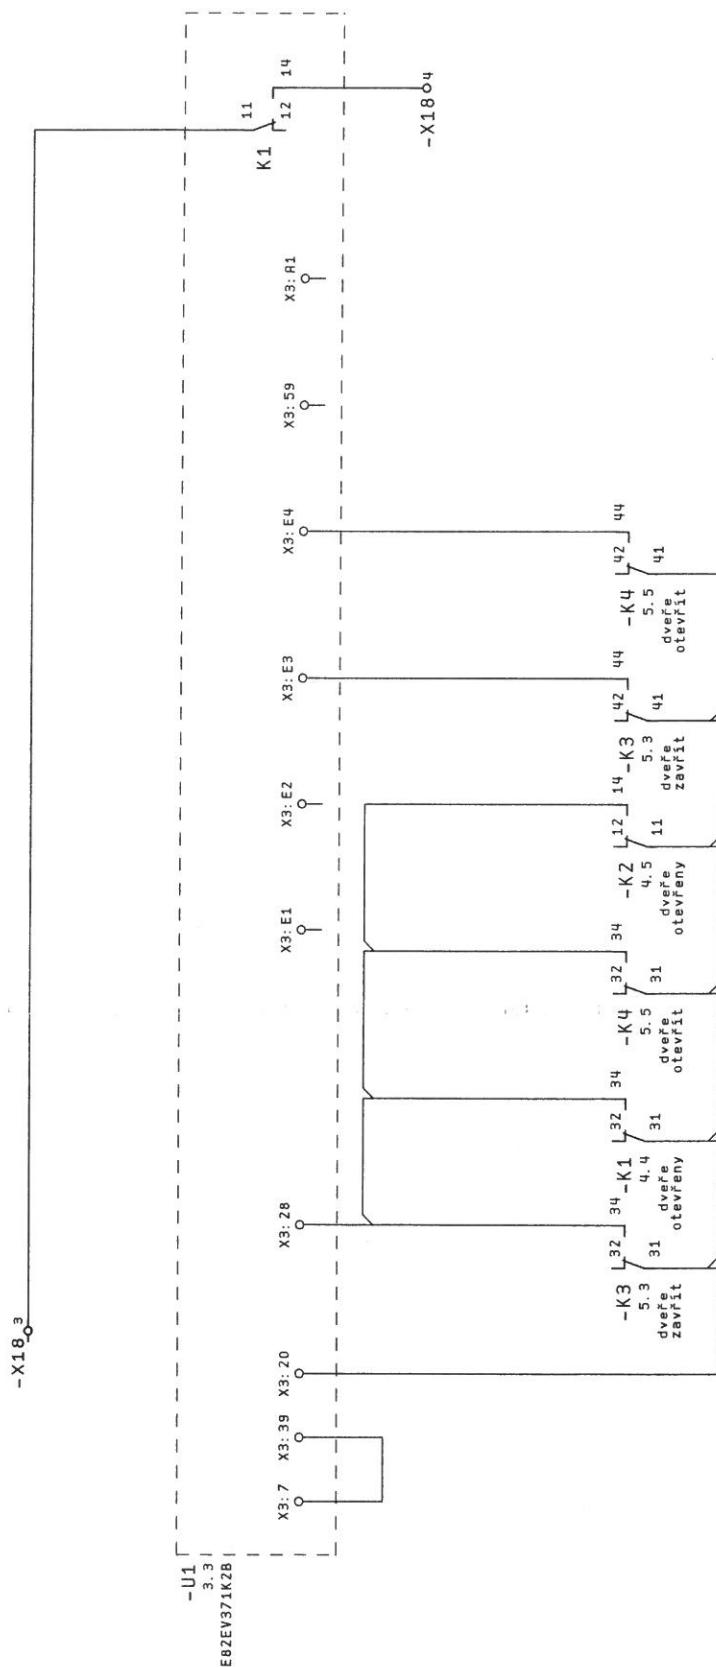 -X18 3
-U1
3.3
E82EV371K2B
X3:7
X3:39
X3:20
X3:28
X3:E1
X3:E2
X3:E3
X3:E4
X3:59
X3:A1
K1
11
12
14
-X18 4
-K3
5.3
dveře
zavřít
32
31
34
-K1
4.4
dveře
otevřeny
32
31
34
-K4
5.5
dveře
otevřít
32
31
34
-K2
4.5
dveře
otevřeny
12
11
14
-K3
5.3
dveře
zavřít
42
41
44
-K4
5.5
dveře
otevřít
42
41
44